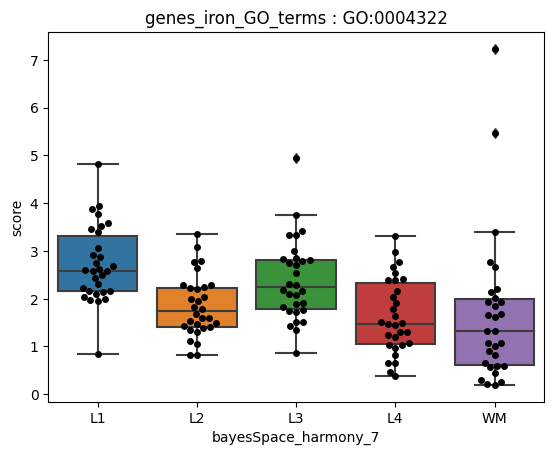 genes_iron_GO_terms : GO:0004322
score
7
6
5
4
3
2
1
0
L1 L2 L3 L4 WM
bayesSpace_harmony_7